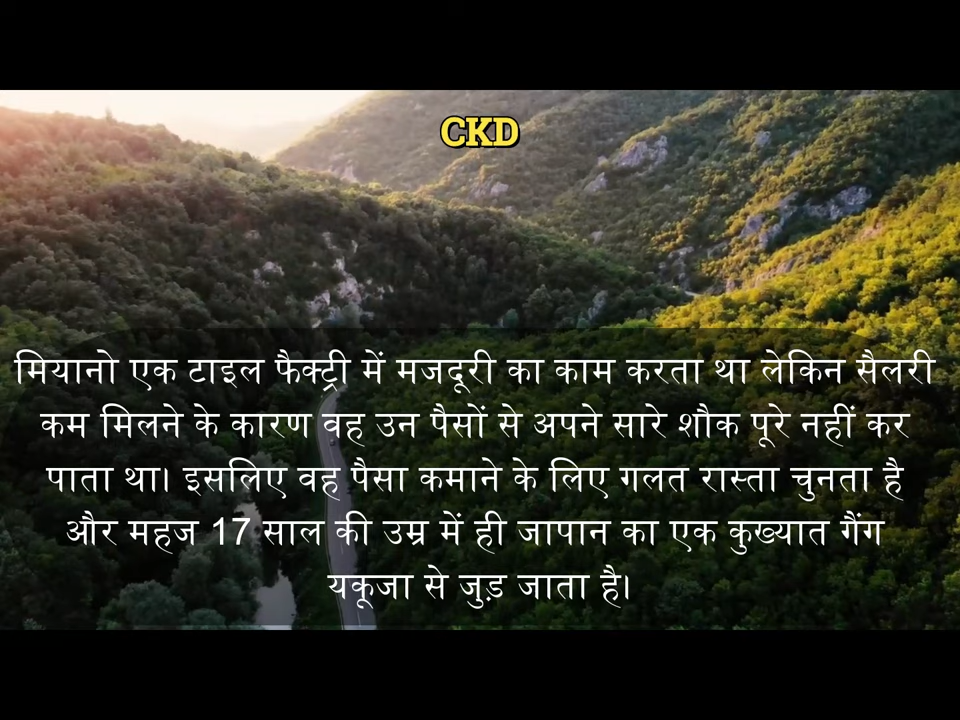 CKD
मियानो एक टाइल फैक्ट्री में मजदूरी का काम करता था लेकिन सैलरी
कम मिलने के कारण वह उन पैसों से अपने सारे शौक पूरे नहीं कर
पाता था। इसलिए वह पैसा कमाने के लिए गलत रास्ता चुनता है
और महज 17 साल की उम्र में ही जापान का एक कुख्यात गैंग
यकूजा से जुड़ जाता है।